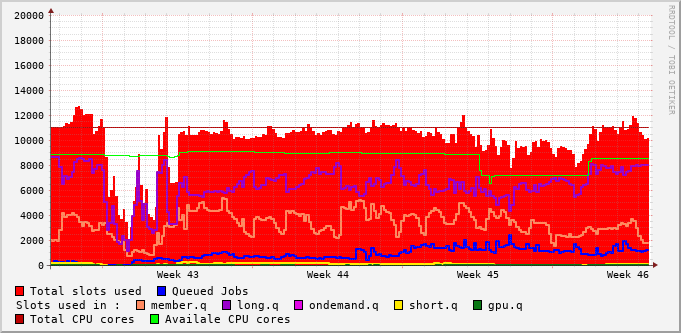 20000
18000
16000
14000
12000
10000
8000
6000
4000
2000
0
Week 43 Week 44 Week 45 Week 46
RRDTOOL / TOBI OETIKER
Total slots used Queued Jobs
Slots used in : member.q long.q ondemand.q short.q gpu.q
Total CPU cores Availale CPU cores